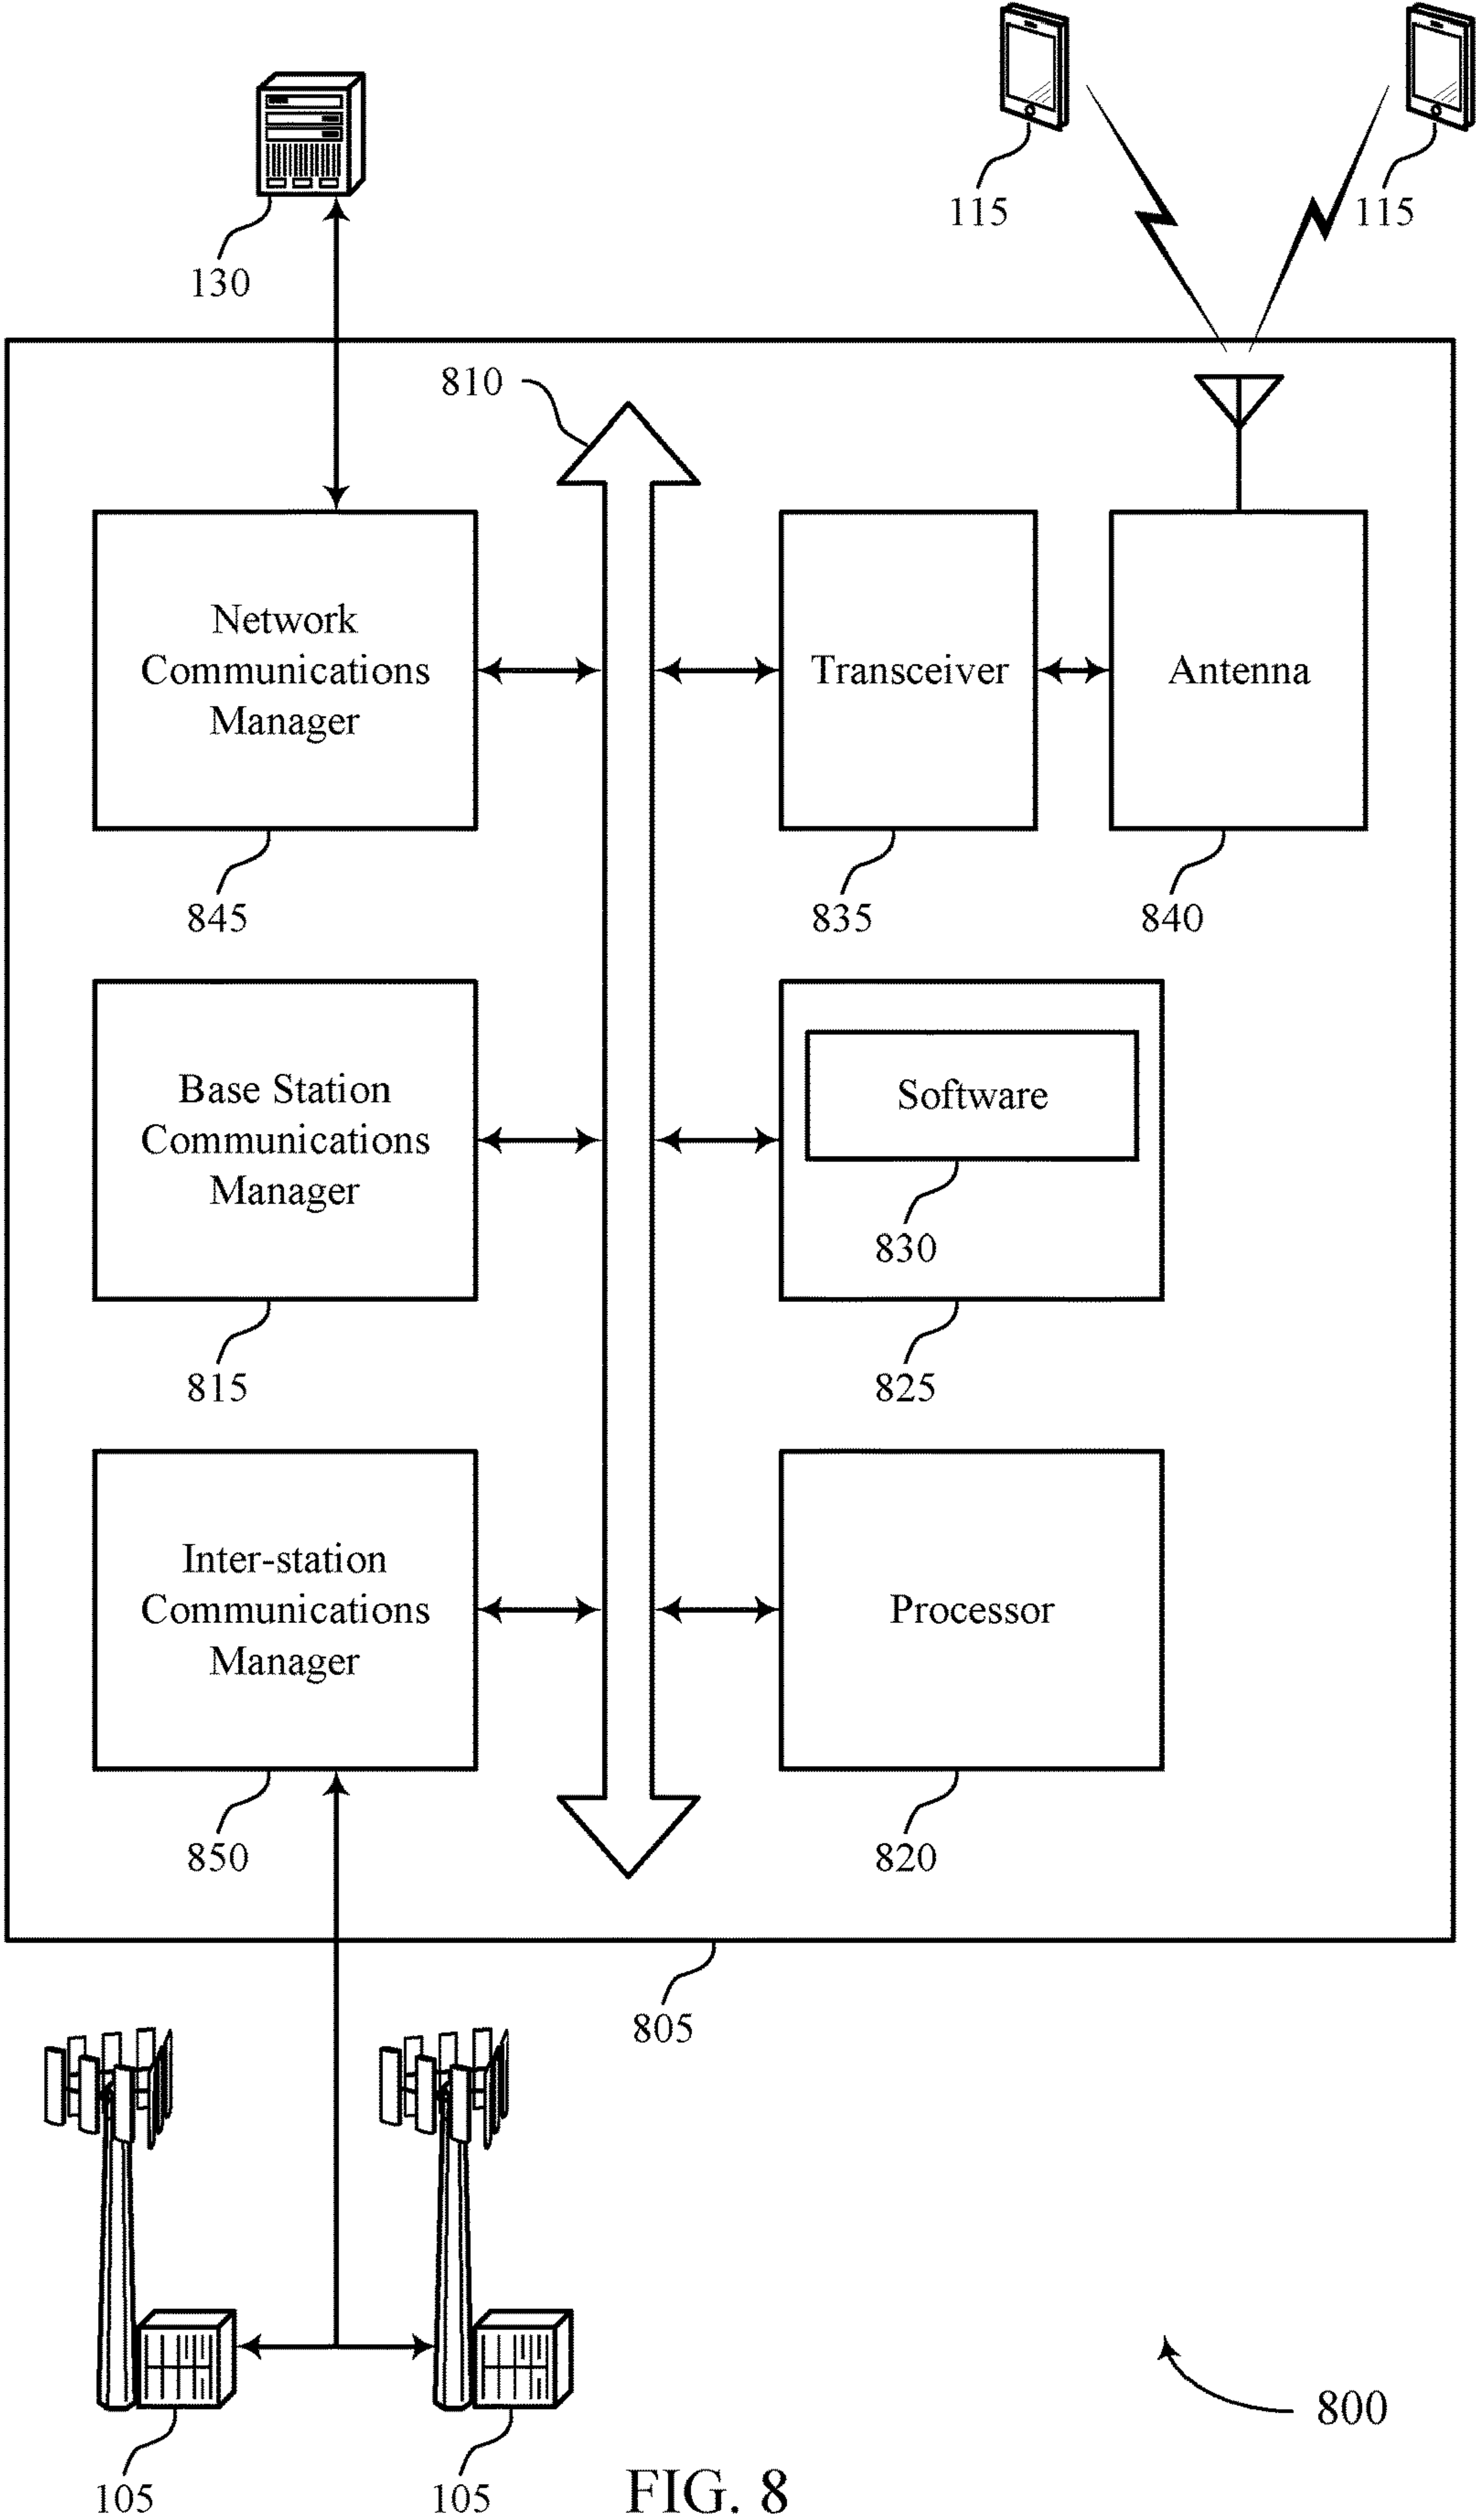 115
115
130
810
Network
Communications
Manager
Transceiver
Antenna
845
835
840
Base Station
Communications
Manager
Software
830
815
825
Inter-station
Communications
Manager
Processor
850
820
805
800
105
105
FIG. 8